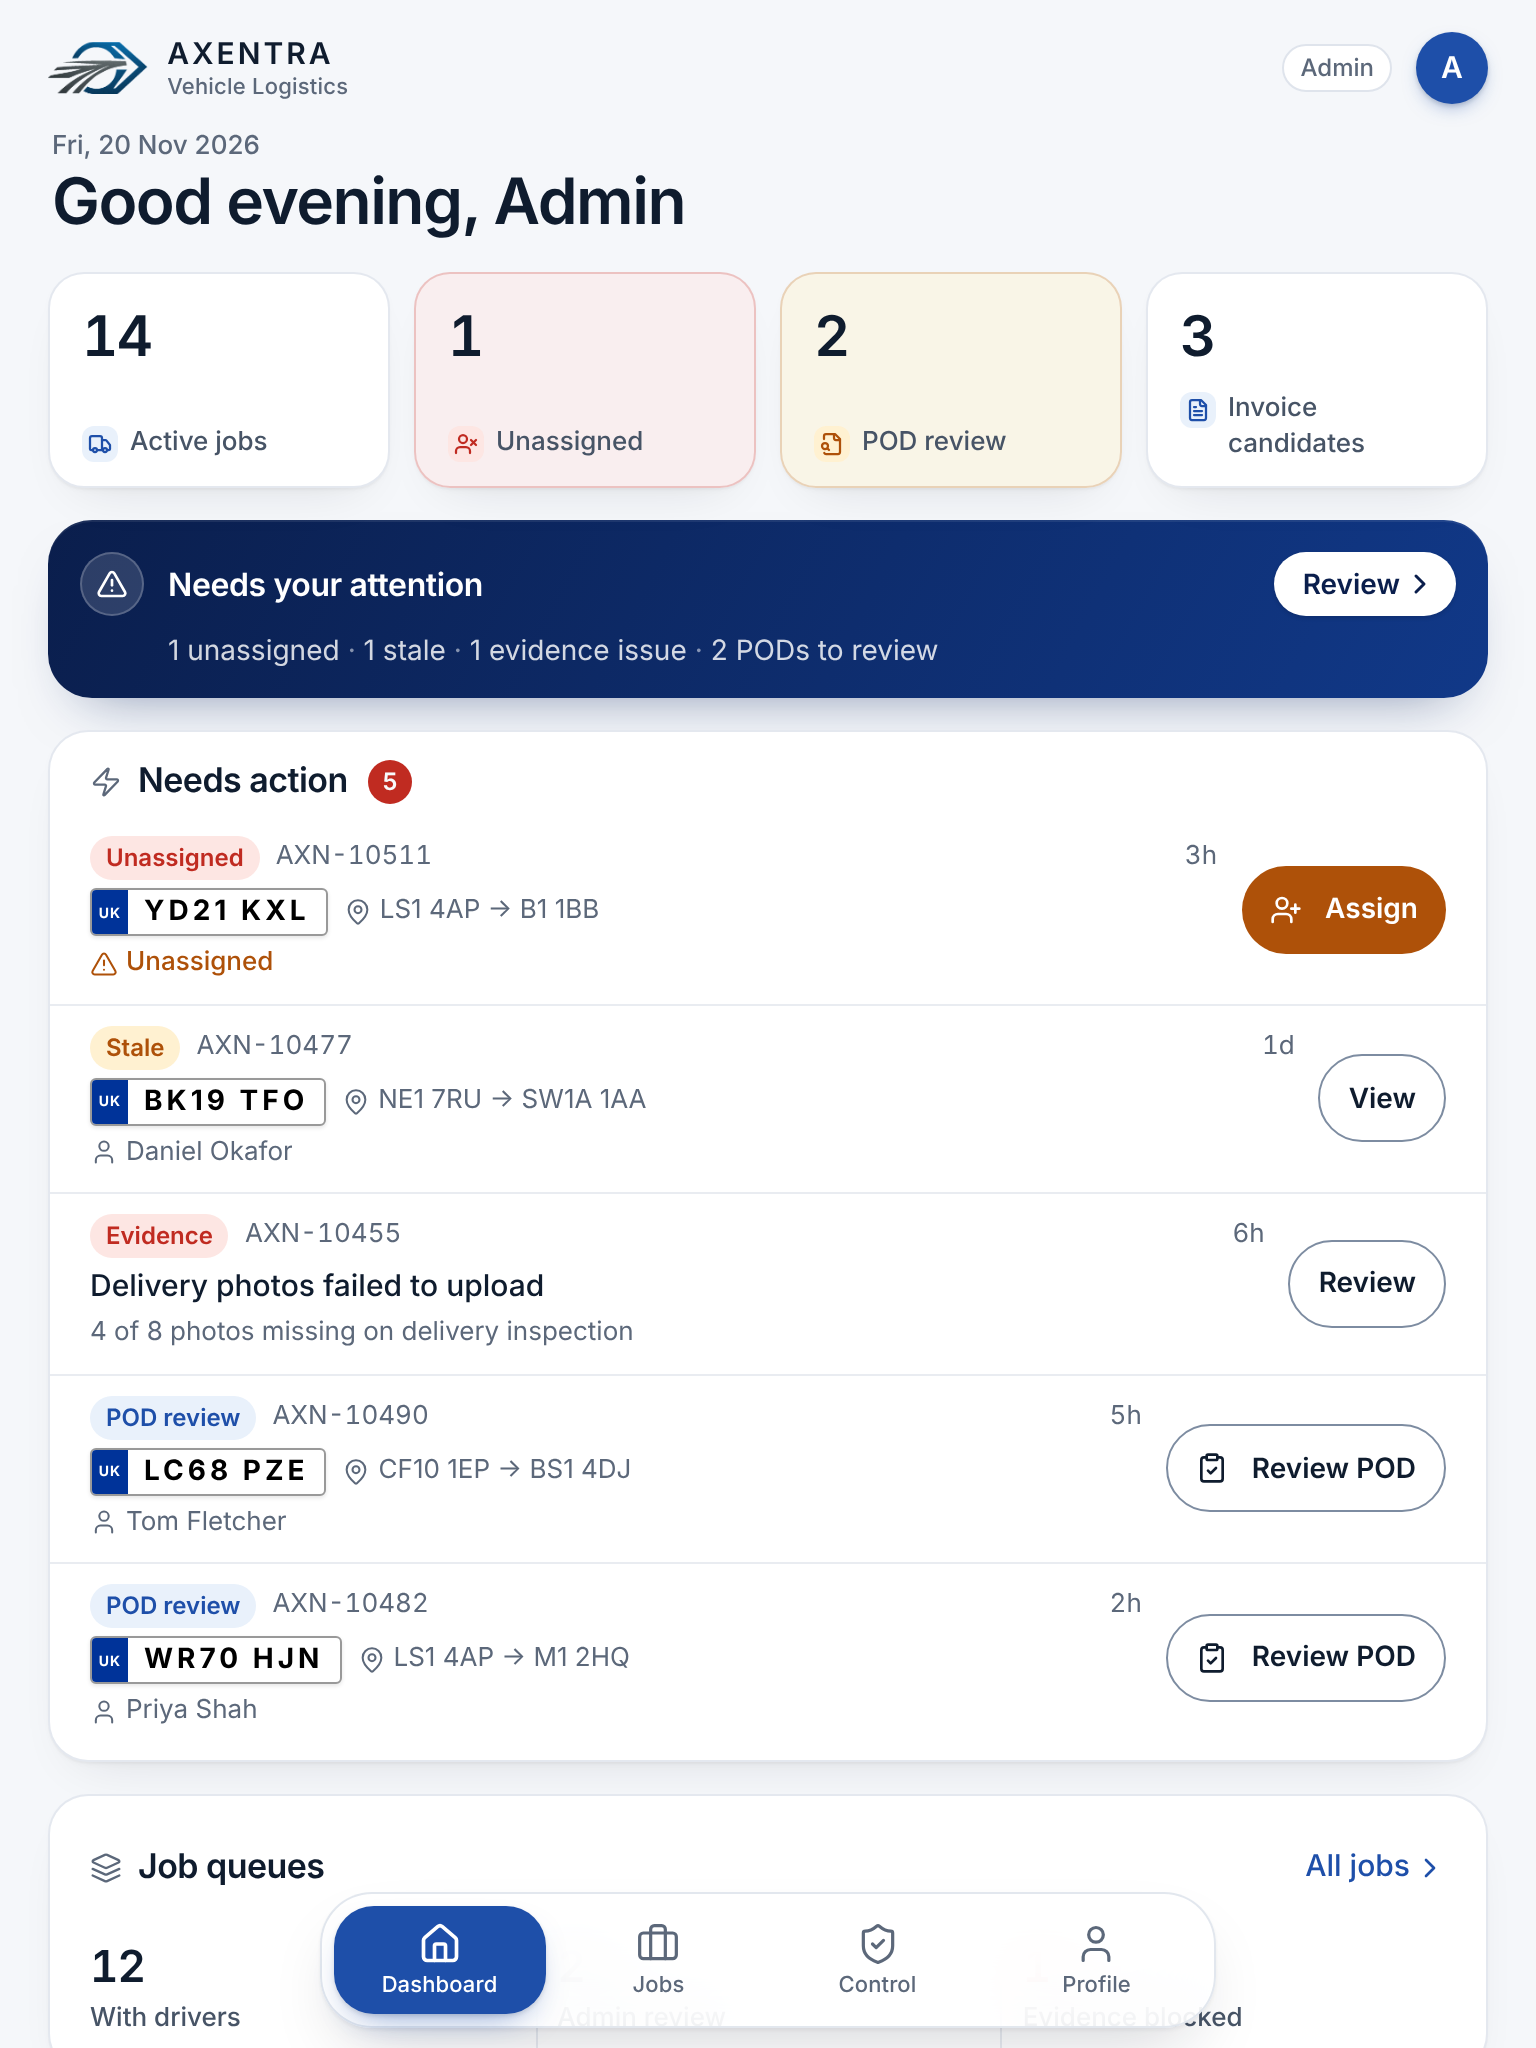 AXENTRA
Vehicle Logistics
Admin
A
Fri, 20 Nov 2026
Good evening, Admin
14
Active jobs
1
Unassigned
2
POD review
3
Invoice
candidates
Needs your attention
Review
1 unassigned · 1 stale · 1 evidence issue · 2 PODs to review
Needs action 5
Unassigned AXN-10511 3h
UK YD21 KXL LS1 4AP → B1 1BB
Assign
Unassigned
Stale AXN-10477 1d
UK BK19 TFO NE1 7RU → SW1A 1AA
View
Daniel Okafor
Evidence AXN-10455 6h
Delivery photos failed to upload
Review
4 of 8 photos missing on delivery inspection
POD review AXN-10490 5h
UK LC68 PZE CF10 1EP → BS1 4DJ
Review POD
Tom Fletcher
POD review AXN-10482 2h
UK WR70 HJN LS1 4AP → M1 2HQ
Review POD
Priya Shah
Job queues
All jobs
12
With drivers
Admin review
Evidence blocked
Dashboard
Jobs
Control
Profile